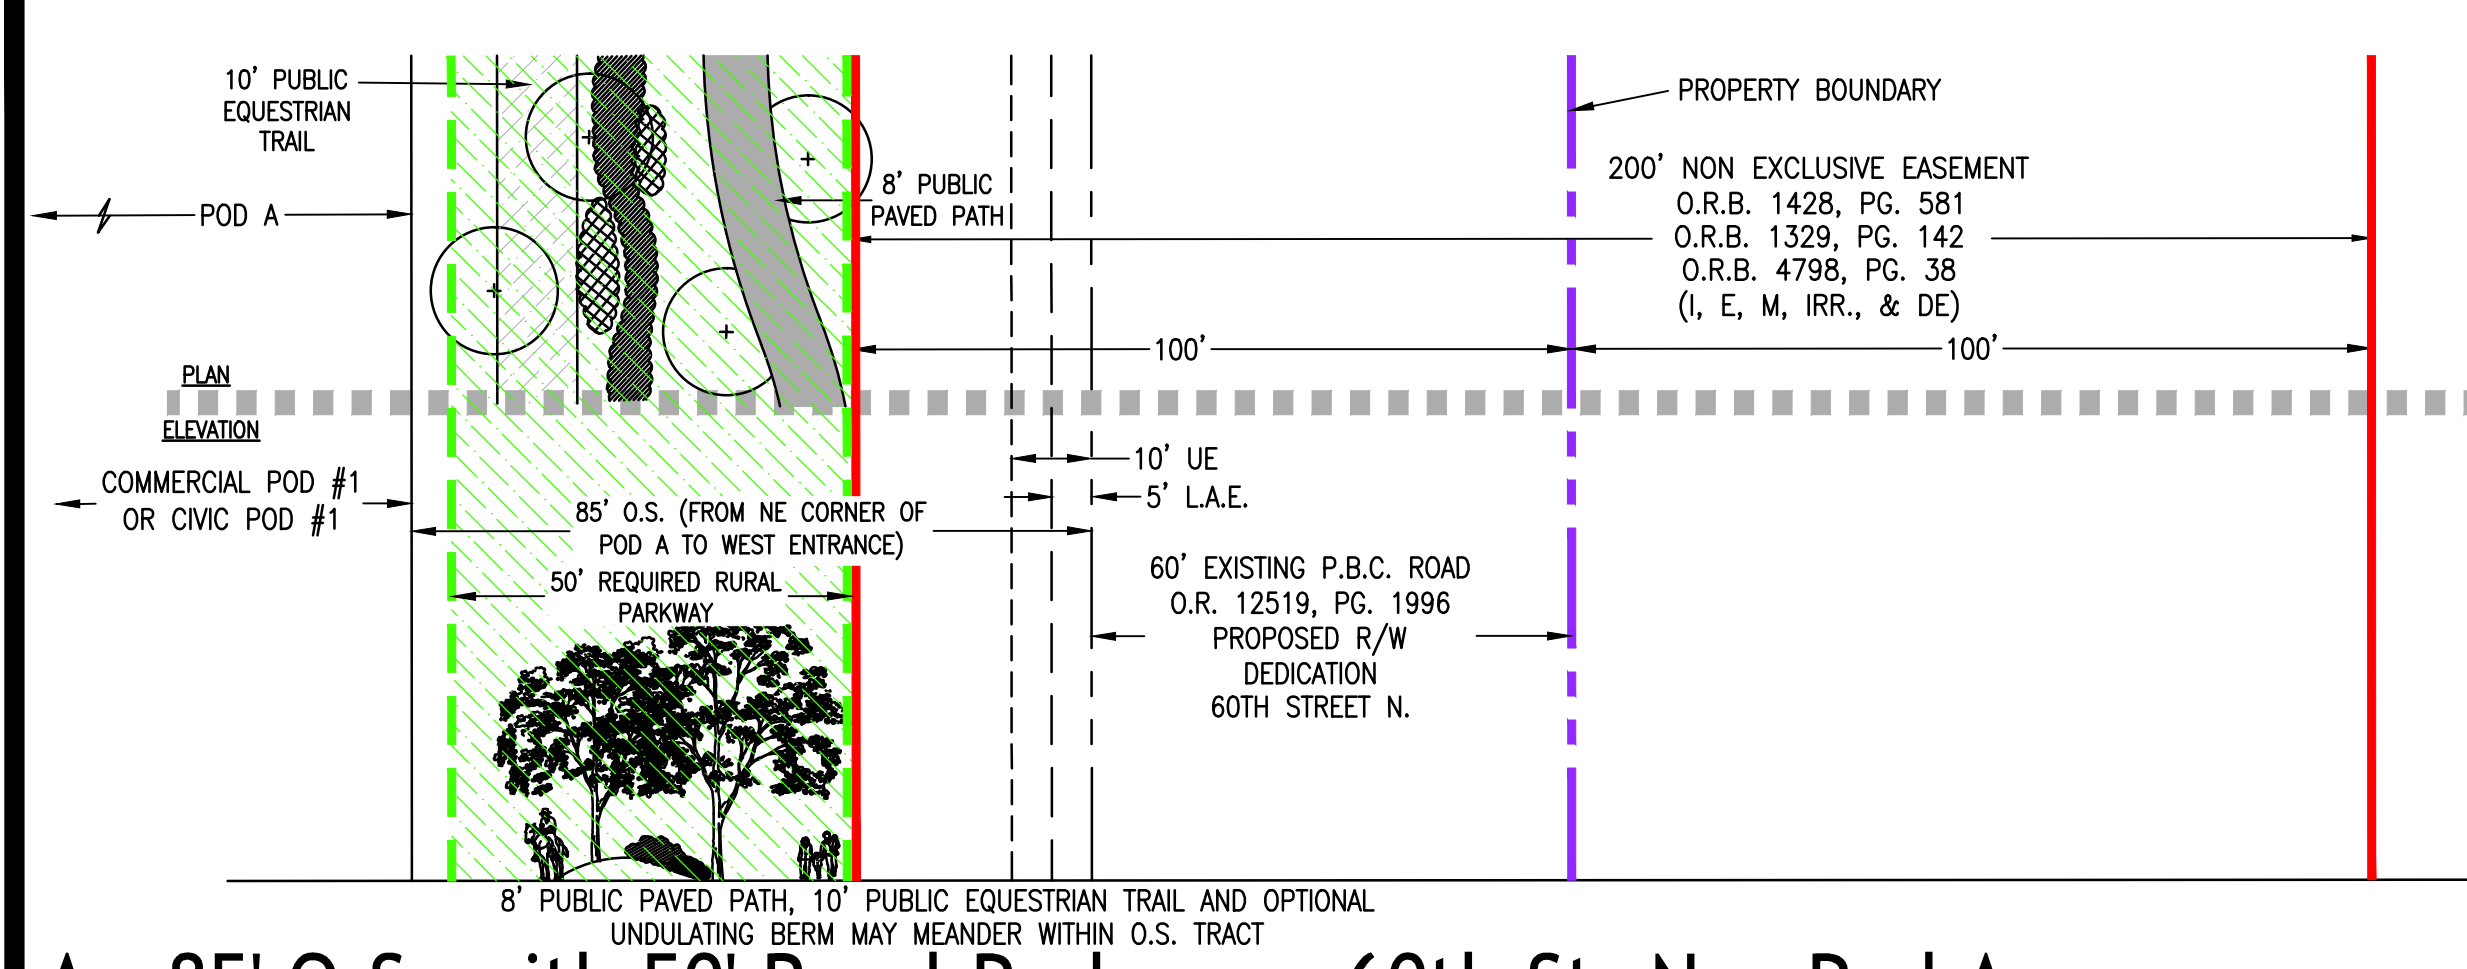 10' PUBLIC
EQUESTRIAN
TRAIL
POD A
8' PUBLIC
PAVED PATH
PROPERTY BOUNDARY
200' NON EXCLUSIVE EASEMENT
O.R.B. 1428, PG. 581
O.R.B. 1329, PG. 142
O.R.B. 4798, PG. 38
(I, E, M, IRR., & DE)
100'
100'
PLAN
ELEVATION
COMMERCIAL POD #1
OR CIVIC POD #1
10' UE
5' L.A.E.
85' O.S. (FROM NE CORNER OF
POD A TO WEST ENTRANCE)
50' REQUIRED RURAL
PARKWAY
60' EXISTING P.B.C. ROAD
O.R. 12519, PG. 1996
PROPOSED R/W
DEDICATION
60TH STREET N.
8' PUBLIC PAVED PATH, 10' PUBLIC EQUESTRIAN TRAIL AND OPTIONAL
UNDULATING BERM MAY MEANDER WITHIN O.S. TRACT